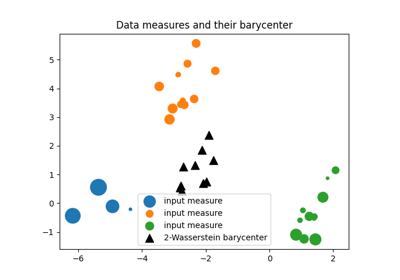 Data measures and their barycenter
5
4
3
2
1
0
−1
−6
−4
−2
0
2
input measure
input measure
input measure
2-Wasserstein barycenter